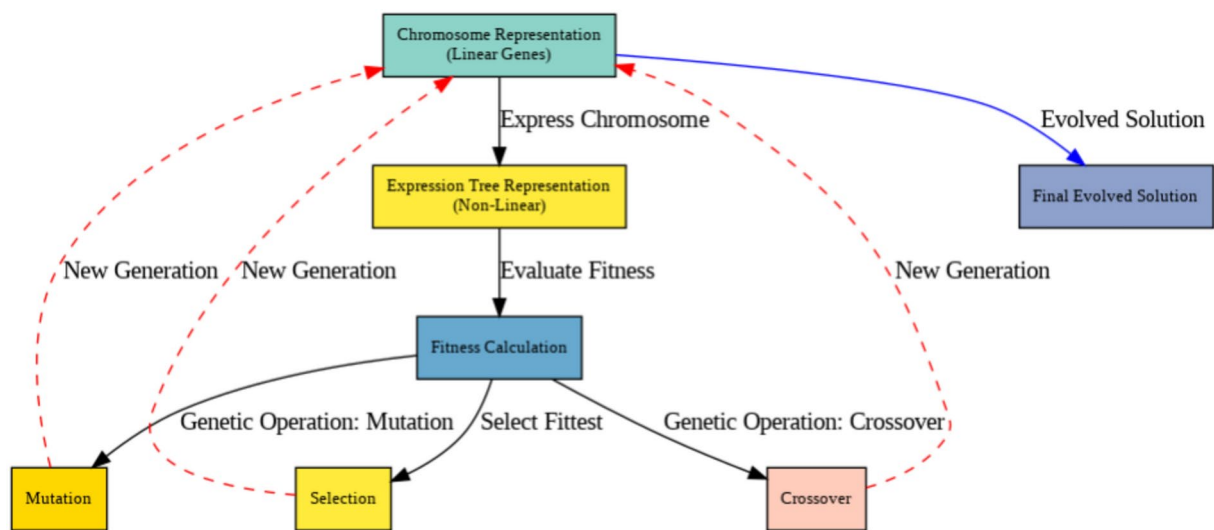 Chromosome Representation
(Linear Genes)
Express Chromosome
Evolved Solution
Expression Tree Representation
(Non-Linear)
Final Evolved Solution
New Generation
New Generation
Evaluate Fitness
New Generation
Fitness Calculation
Genetic Operation: Mutation
Select Fittest
Genetic Operation: Crossover
Mutation
Selection
Crossover